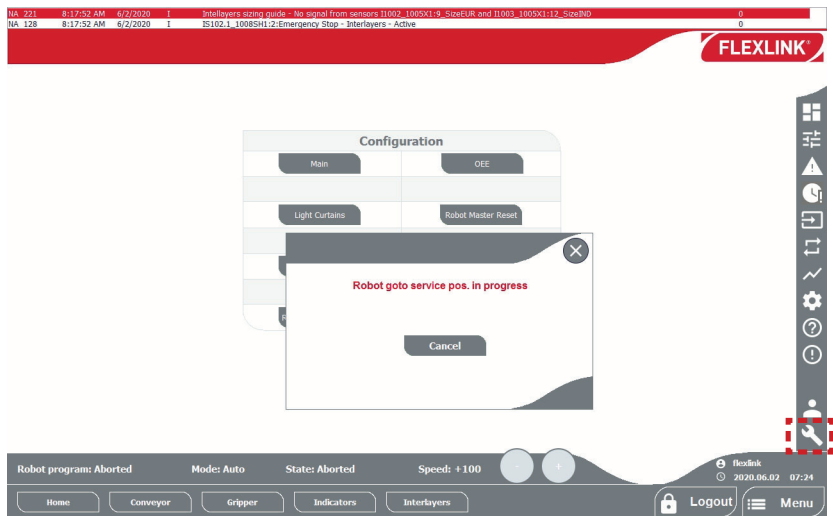 NA 221 8:17:52 AM 6/2/2020 I Intellayers sizing guide - No signal from sensors I1002_1005X1:9_SizeEUR and I1003_1005X1:12_SizeIND 0
NA 128 8:17:52 AM 6/2/2020 I IS102.1_1008SH1:2:Emergency Stop - Interlayers - Active 0
FLEXLINK®
Configuration
Main OEE
Light Curtains Robot Master Reset
Robot goto service pos. in progress
Cancel
Robot program: Aborted Mode: Auto State: Aborted Speed: +100 - +
flexlink
2020.06.02 07:24
Home Conveyor Gripper Indicators Interlayers Logout Menu